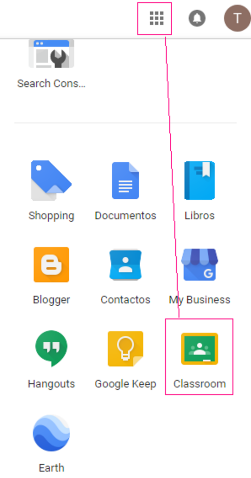 T
Search Cons...
Shopping
Documentos
Libros
Blogger
Contactos
My Business
Hangouts
Google Keep
Classroom
Earth